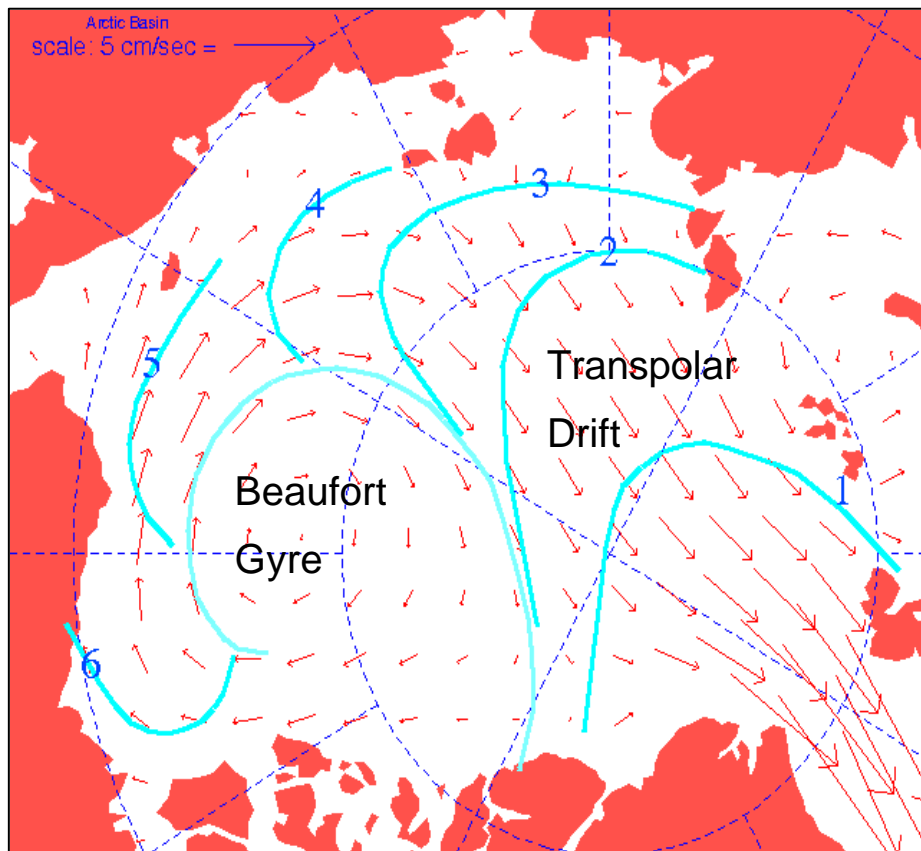 Arctic Basin
scale: 5 cm/sec =
4
3
2
5
Transpolar
Drift
Beaufort
Gyre
1
6